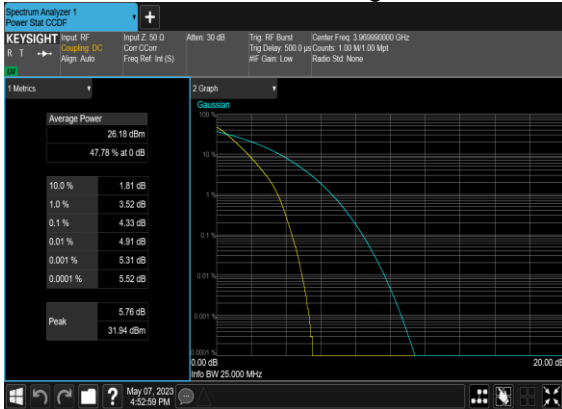 Spectrum Analyzer 1
Power Stat CCDF
+
KEYSIGHT
R T
LV
Input: RF
Coupling: DC
Align: Auto
Input Z: 50 Ω
Corr CCorr
Freq Ref: Int (S)
Atten: 30 dB
Trig: RF Burst
Trig Delay: 500.0 µs
#IF Gain: Low
Center Freq: 3.969990000 GHz
Counts: 1.00 M/1.00 Mpt
Radio Std: None
1 Metrics
Average Power
26.18 dBm
47.78 % at 0 dB
10.0 % 1.81 dB
1.0 % 3.52 dB
0.1 % 4.33 dB
0.01 % 4.91 dB
0.001 % 5.31 dB
0.0001 % 5.52 dB
Peak
5.76 dB
31.94 dBm
2 Graph
Gaussian
100 %
10 %
1 %
0.1 %
0.01 %
0.001 %
0.0001 %
0.00 dB
20.00 dB
Info BW 25.000 MHz
?
May 07, 2023
4:52:59 PM